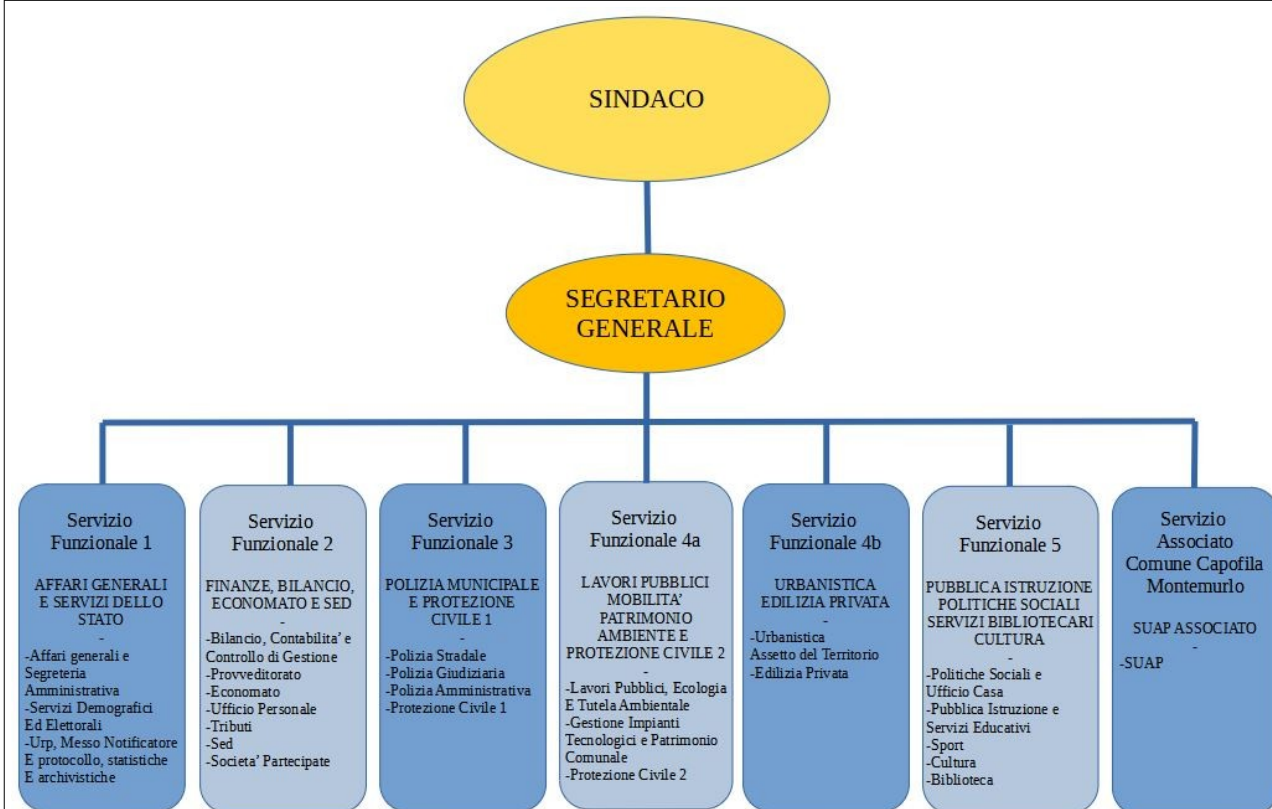 SINDACO
SEGRETARIO
GENERALE
Servizio
Funzionale 1
AFFARI GENERALI
E SERVIZI DELLO
STATO
-
-Affari generali e
Segreteria
Amministrativa
-Servizi Demografici
Ed Elettorali
-Urp, Messo Notificatore
E protocollo, statistiche
E archivistiche
Servizio
Funzionale 2
FINANZE, BILANCIO,
ECONOMATO E SED
-
-Bilancio, Contabilita’ e
Controllo di Gestione
-Provveditorato
-Economato
-Ufficio Personale
-Tributi
-Sed
-Societa’ Partecipate
Servizio
Funzionale 3
POLIZIA MUNICIPALE
E PROTEZIONE
CIVILE 1
-
-Polizia Stradale
-Polizia Giudiziaria
-Polizia Amministrativa
-Protezione Civile 1
Servizio
Funzionale 4a
LAVORI PUBBLICI
MOBILITA’
PATRIMONIO
AMBIENTE E
PROTEZIONE CIVILE 2
-
-Lavori Pubblici, Ecologia
E Tutela Ambientale
-Gestione Impianti
Tecnologici e Patrimonio
Comunale
-Protezione Civile 2
Servizio
Funzionale 4b
URBANISTICA
EDILIZIA PRIVATA
-
-Urbanistica
Assetto del Territorio
-Edilizia Privata
Servizio
Funzionale 5
PUBBLICA ISTRUZIONE
POLITICHE SOCIALI
SERVIZI BIBLIOTECARI
CULTURA
-
-Politiche Sociali e
Ufficio Casa
-Pubblica Istruzione e
Servizi Educativi
-Sport
-Cultura
-Biblioteca
Servizio
Associato
Comune Capofila
Montemurlo
SUAP ASSOCIATO
-
-SUAP